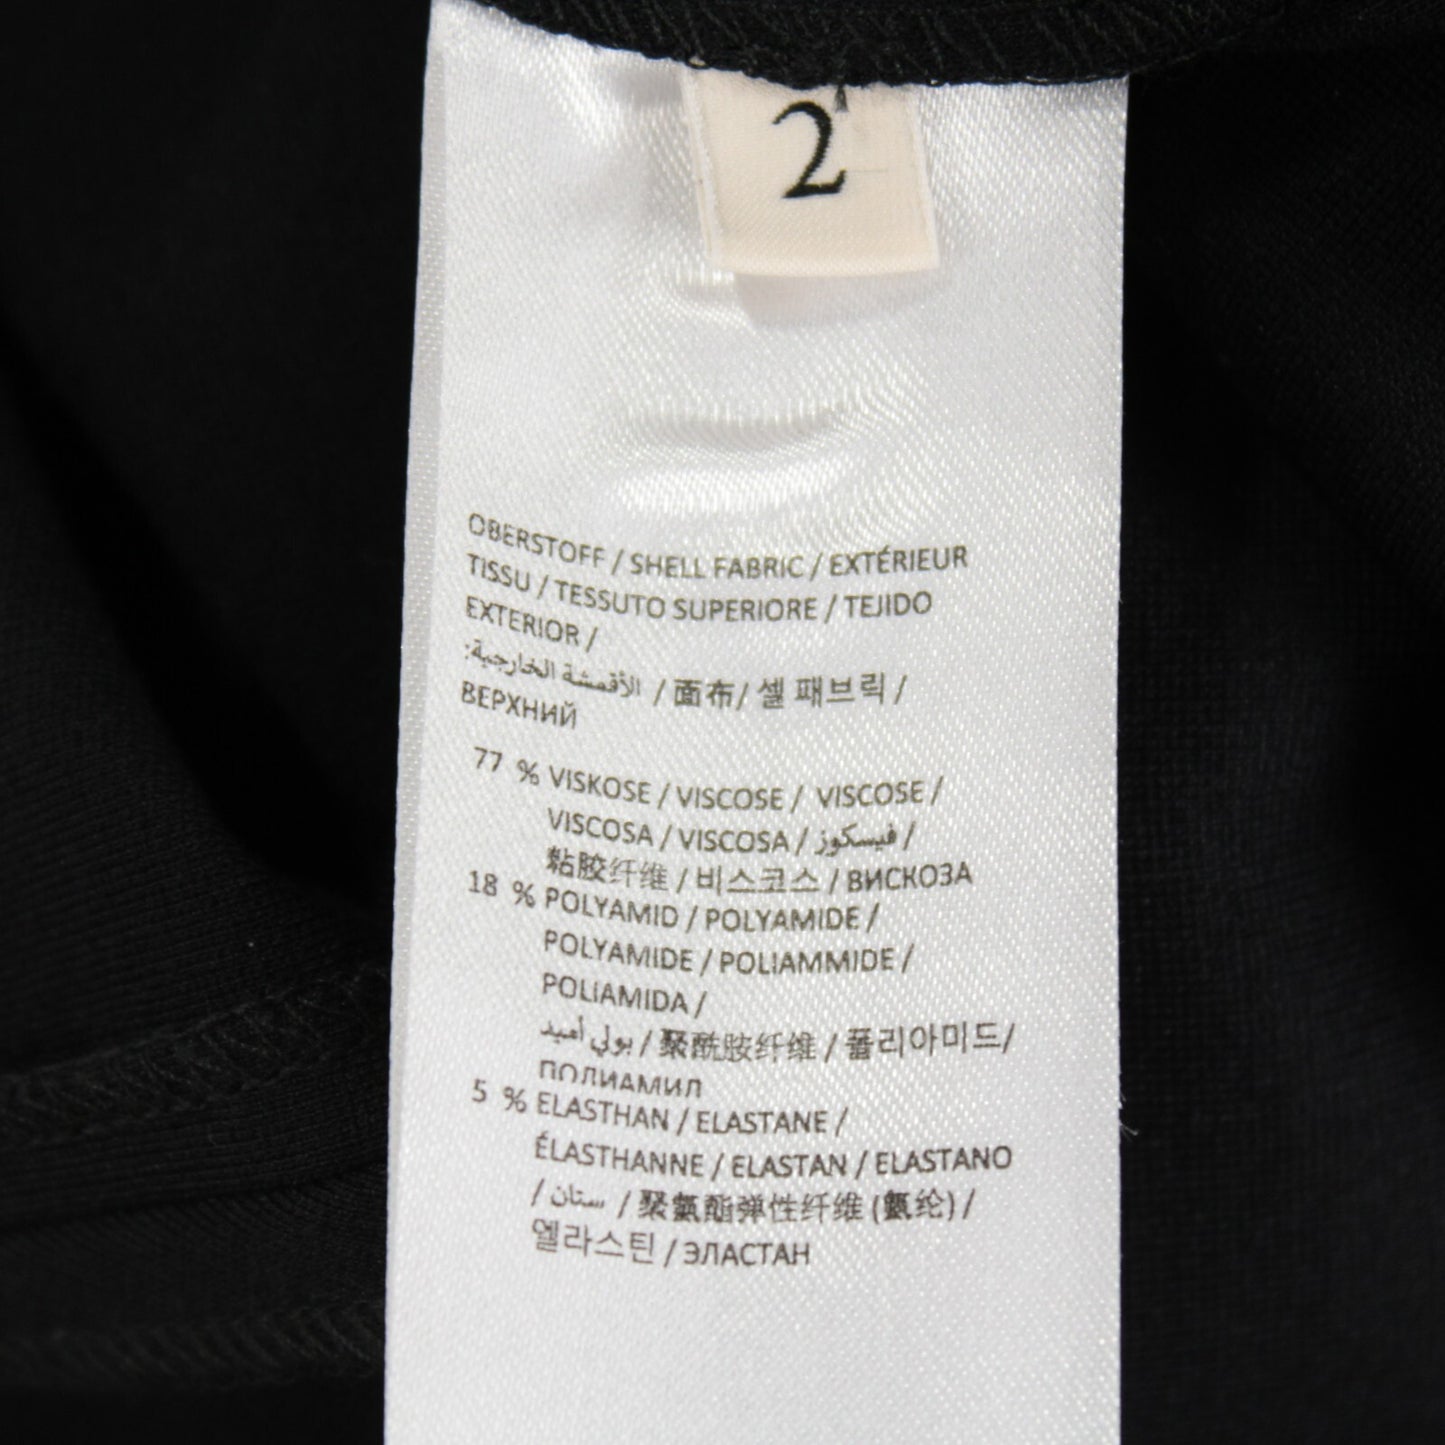 2
OBERSTOFF / SHELL FABRIC / EXTÉRIEUR
TISSU / TESSUTO SUPERIORE / TEJIDO
EXTERIOR /
الأقمشة الخارجية: / 面布 / 셸 패브릭 /
ВЕРХНИЙ
77 % VISKOSE / VISCOSE / VISCOSE /
VISCOSA / VISCOSA / فيسكوز /
粘胶纤维 / 비스코스 / ВИСКОЗА
18 % POLYAMID / POLYAMIDE /
POLYAMIDE / POLIAMMIDE /
POLIAMIDA /
بولي أميد / 聚酰胺纤维 / 폴리아미드/
ПОЛИАМИД
5 % ELASTHAN / ELASTANE /
ÉLASTHANNE / ELASTAN / ELASTANO
/ ستان / 聚氨酯弹性纤维 (氨纶) /
엘라스틴 / ЭЛАСТАН